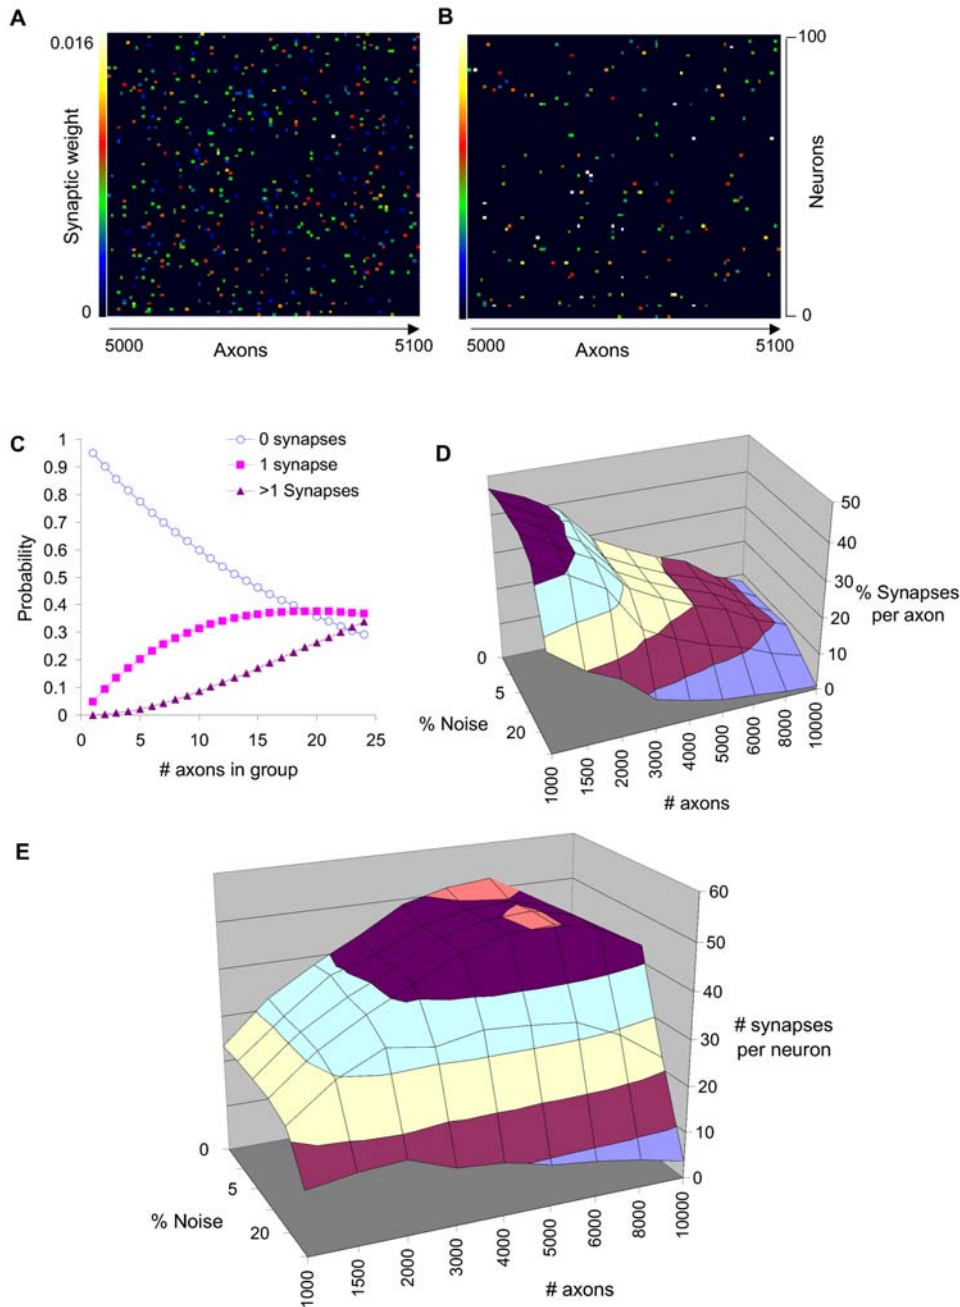 A
B
0.016
100
Synaptic weight
Neurons
0
0
5000
Axons
5100
5000
Axons
5100
C
0 synapses
1 synapse
>1 Synapses
1
0.9
0.8
0.7
0.6
0.5
0.4
0.3
0.2
0.1
0
Probability
0
5
10
15
20
25
# axons in group
D
50
40
30
20
10
0
% Synapses
per axon
0
5
20
% Noise
1000
1500
2000
3000
4000
5000
6000
8000
10000
# axons
E
60
50
40
30
20
10
0
# synapses
per neuron
0
5
20
% Noise
1000
1500
2000
3000
4000
5000
6000
8000
10000
# axons